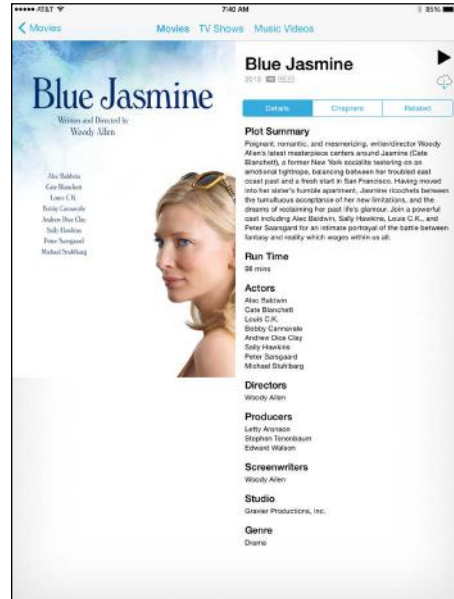 AT&T
7:40 AM
85%
Movies
Movies TV Shows Music Videos
Blue Jasmine
Written and Directed by
Woody Allen
Alec Baldwin
Cate Blanchett
Louis C.K.
Bobby Cannavale
Andrew Dice Clay
Sally Hawkins
Peter Sarsgaard
Michael Stuhlbarg
Blue Jasmine
2013
Details
Chapters
Related
Plot Summary
Poignant, romantic, and mesmerizing, writer/director Woody
Allen's latest masterpiece centers around Jasmine (Cate
Blanchett), a former New York socialite teetering on an
emotional tightrope, balancing between her troubled east
coast past and a fresh start in San Francisco. Having moved
into her sister's humble apartment, Jasmine ricochets between
the tumultuous acceptance of her new limitations, and the
dreams of reclaiming her past life's glamour. Join a powerful
cast including Alec Baldwin, Sally Hawkins, Louis C.K., and
Peter Saarsgard for an intimate portrayal of the battle between
fantasy and reality which wages within us all.
Run Time
98 mins
Actors
Alec Baldwin
Cate Blanchett
Louis C.K.
Bobby Cannavale
Andrew Dice Clay
Sally Hawkins
Peter Sarsgaard
Michael Stuhlbarg
Directors
Woody Allen
Producers
Letty Aronson
Stephen Tenenbaum
Edward Walson
Screenwriters
Woody Allen
Studio
Gravier Productions, Inc.
Genre
Drama